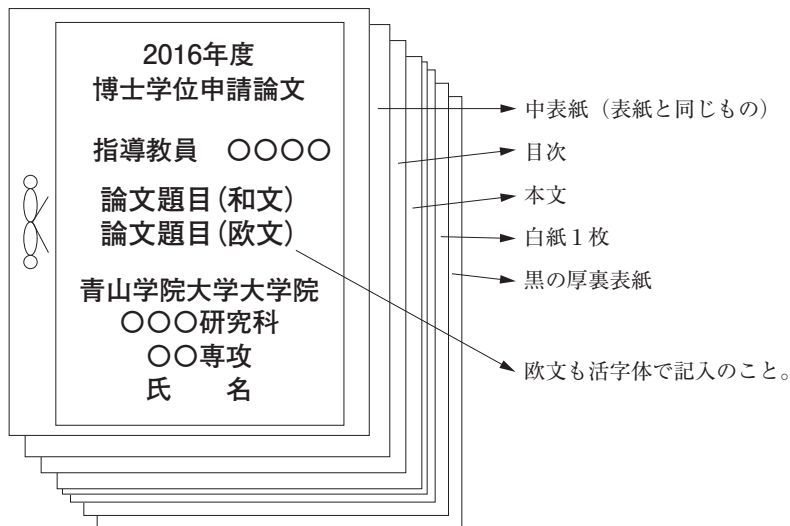 2016年度
博士学位申請論文
指導教員　○○○○
論文題目(和文)
論文題目(欧文)
青山学院大学大学院
○○○研究科
○○専攻
氏　　名
中表紙（表紙と同じもの）
目次
本文
白紙１枚
黒の厚裏表紙
欧文も活字体で記入のこと。